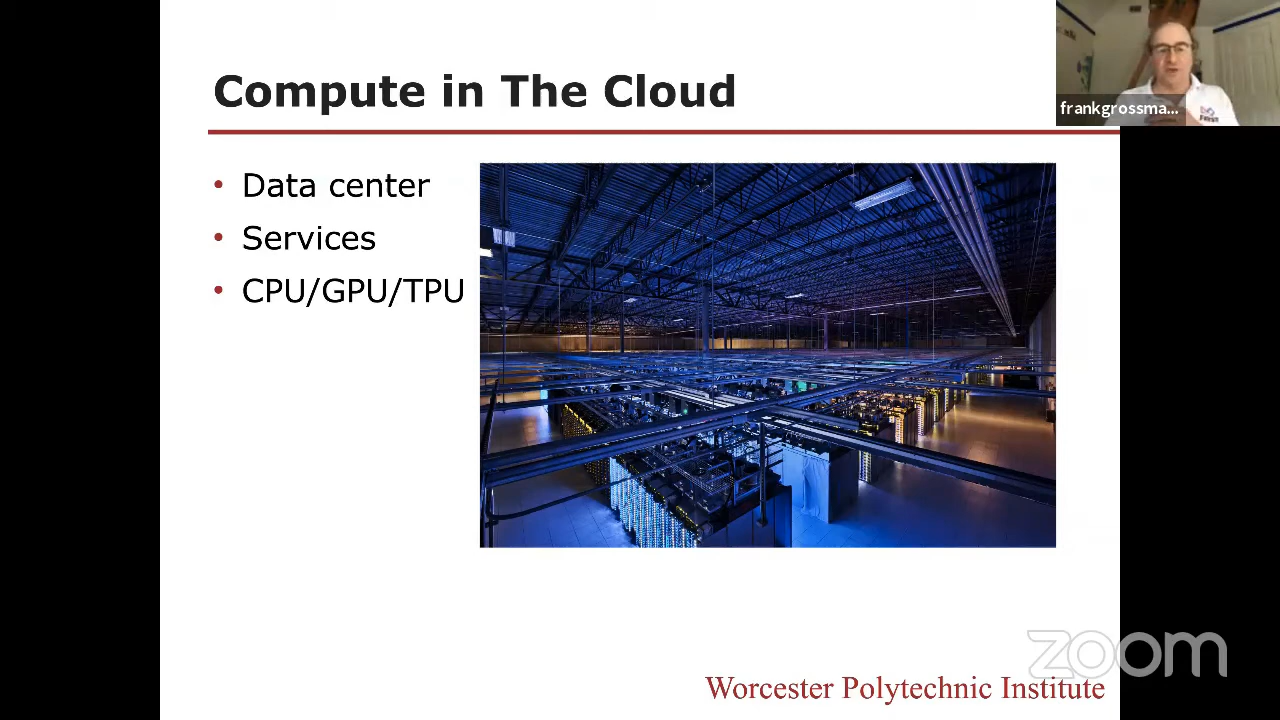 Compute in The Cloud
frankgrossma...
• Data center
• Services
• CPU/GPU/TPU
zoom
Worcester Polytechnic Institute